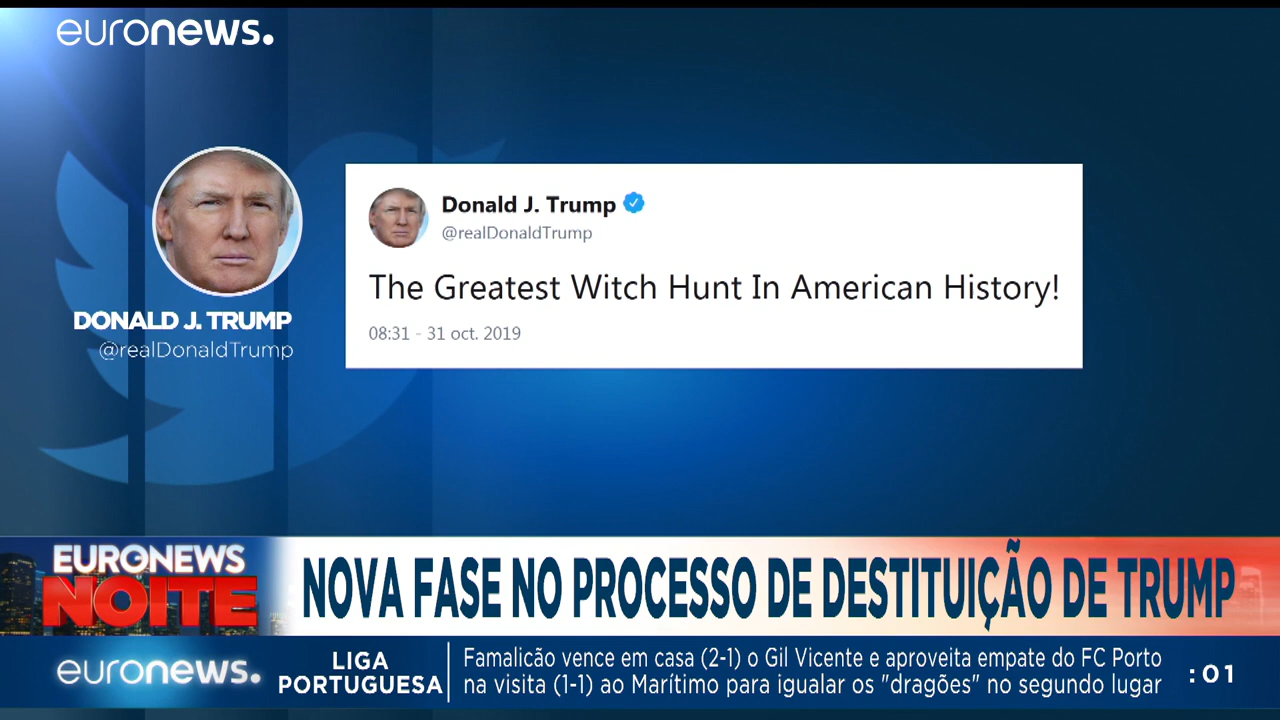 euronews.
DONALD J. TRUMP
@realDonaldTrump
Donald J. Trump
@realDonaldTrump
The Greatest Witch Hunt In American History!
08:31 - 31 oct. 2019
EURONEWS
NOITE
NOVA FASE NO PROCESSO DE DESTITUIÇÃO DE TRUMP
euronews.
LIGA
PORTUGUESA
Famalicão vence em casa (2-1) o Gil Vicente e aproveita empate do FC Porto
na visita (1-1) ao Marítimo para igualar os "dragões" no segundo lugar
:01